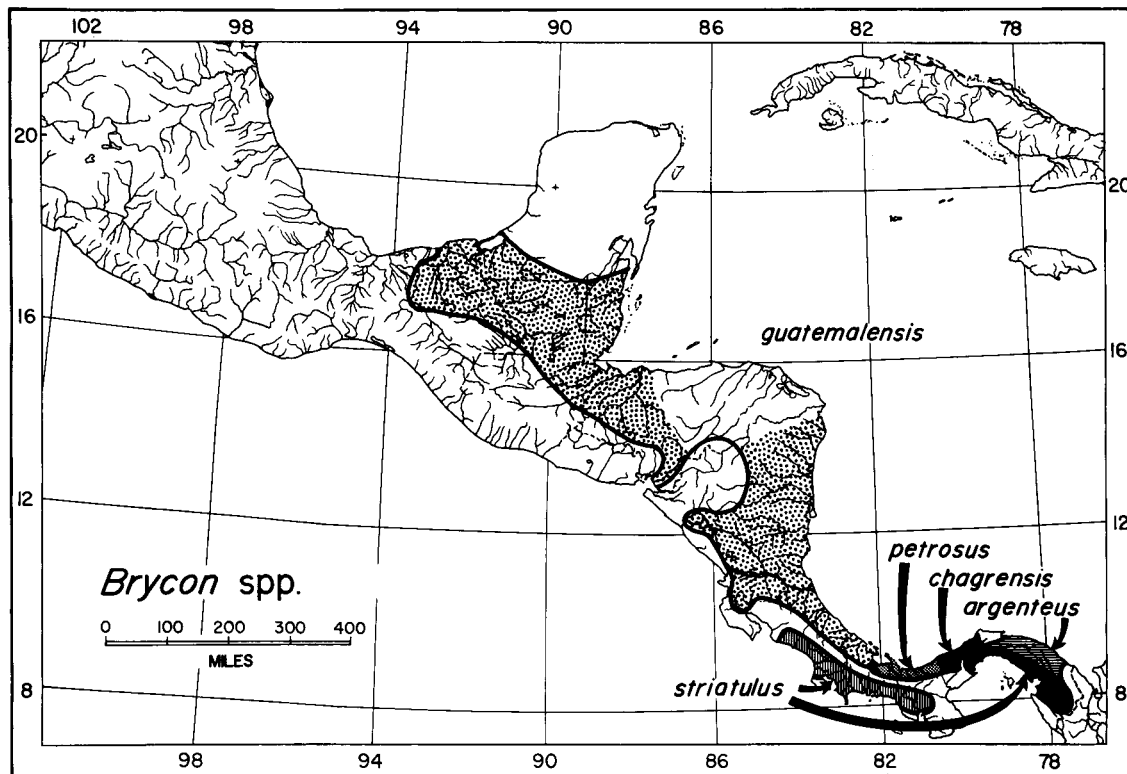 102 98 94 90 86 82 78
20 20
guatemalensis
16 16
12 12
petrosus
chagrensis
argenteus
Brycon spp.
0 100 200 300 400
MILES
striatulus
8 8
98 94 90 86 82 78